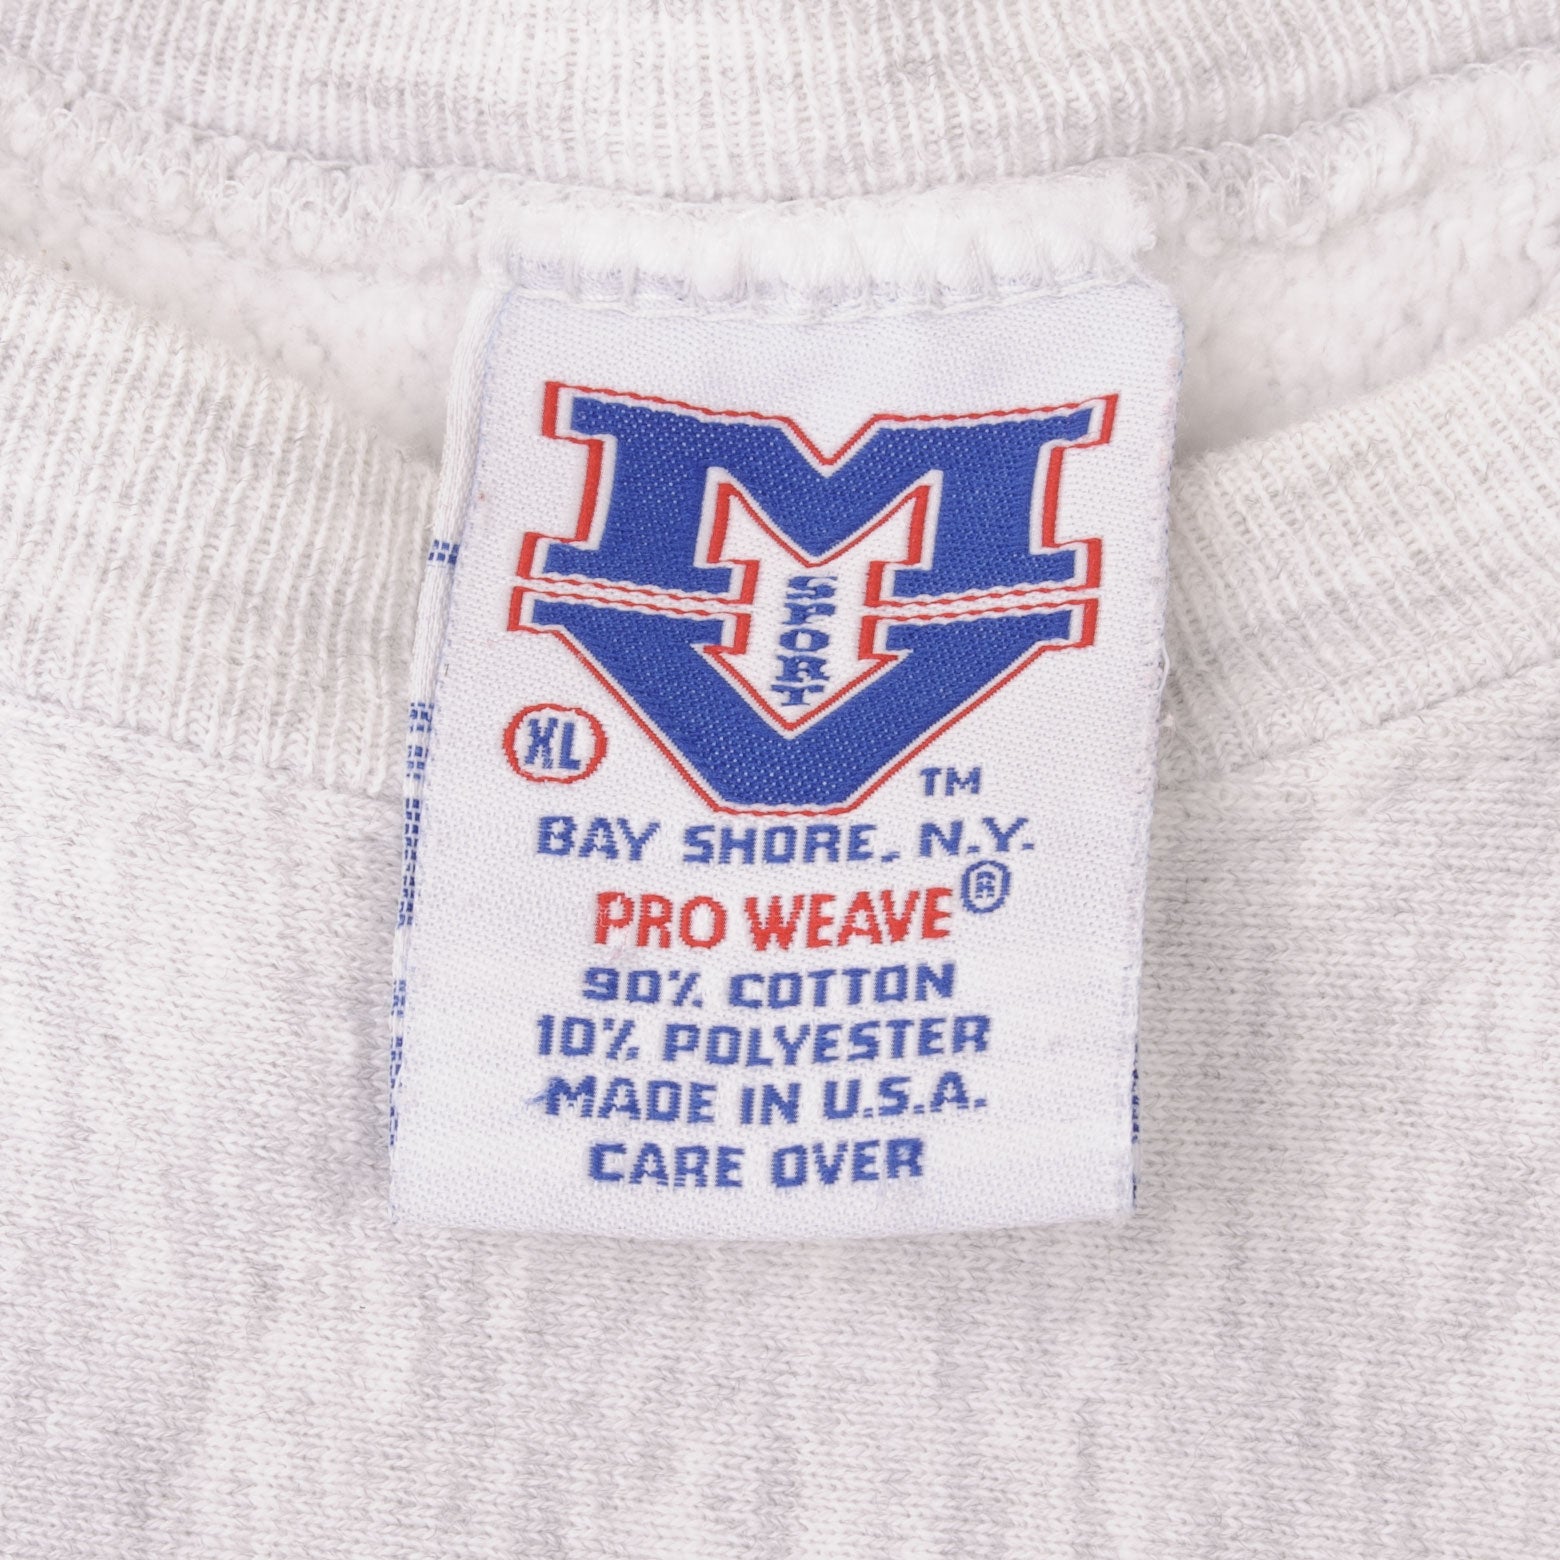 MV
SPORT
XL
TM
BAY SHORE, N.Y.
PRO WEAVE®
90% COTTON
10% POLYESTER
MADE IN U.S.A.
CARE OVER